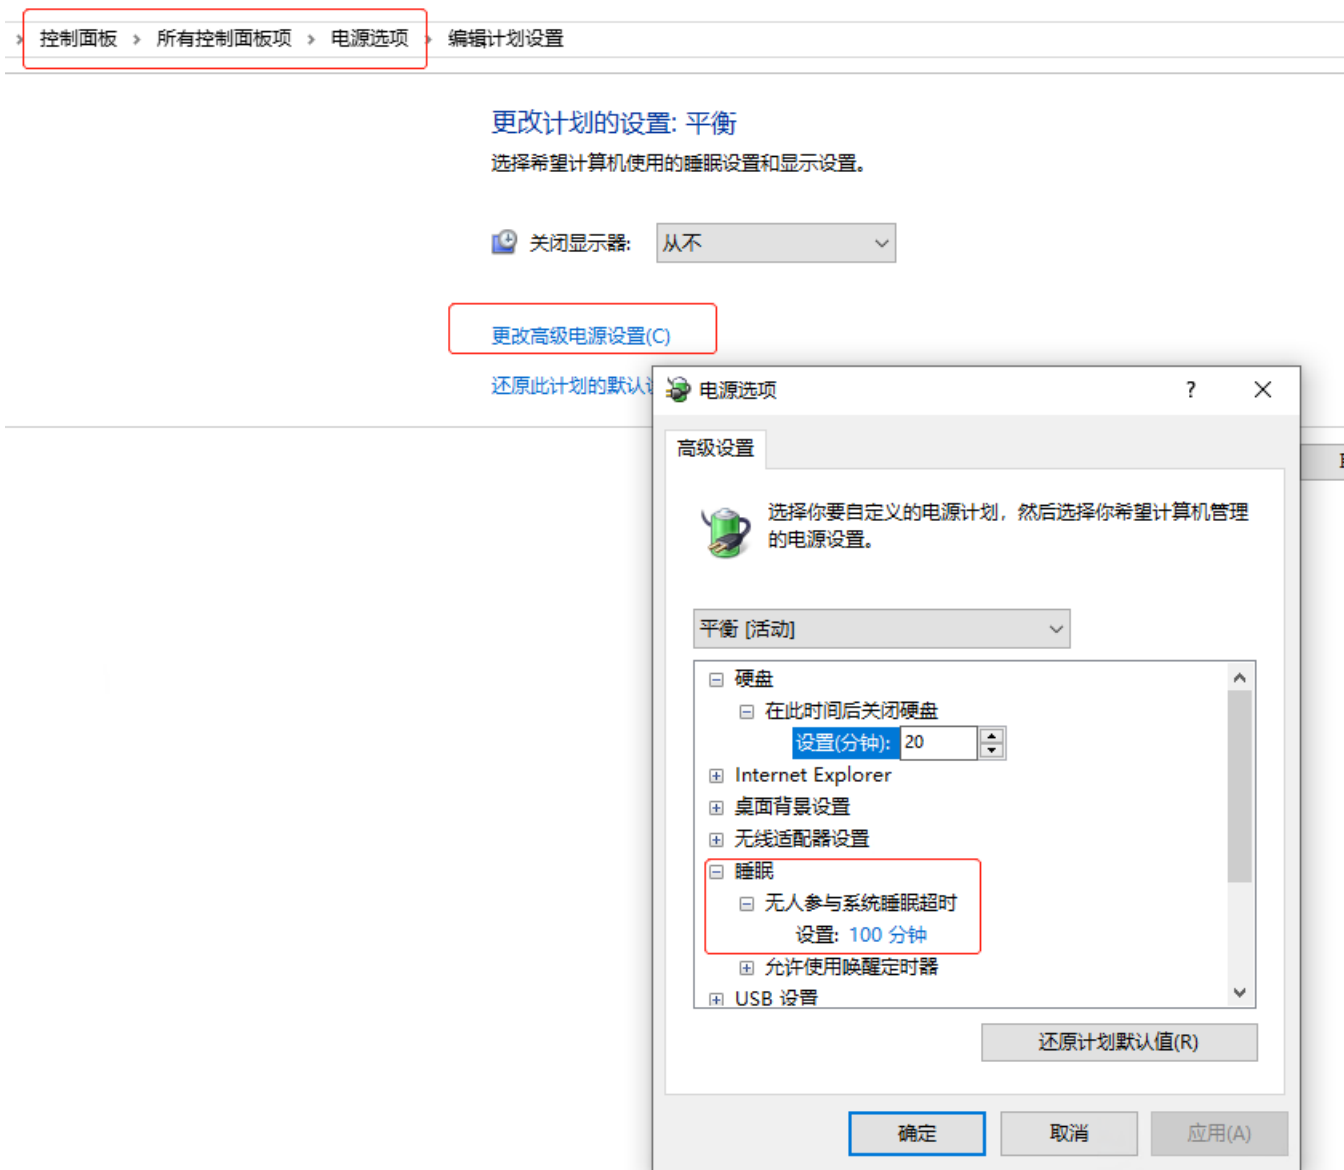 控制面板 › 所有控制面板项 › 电源选项 › 编辑计划设置
更改计划的设置: 平衡
选择希望计算机使用的睡眠设置和显示设置。
关闭显示器: 从不
更改高级电源设置(C)
还原此计划的默认
电源选项
高级设置
选择你要自定义的电源计划，然后选择你希望计算机管理
的电源设置。
平衡 [活动]
硬盘
在此时间后关闭硬盘
设置(分钟): 20
Internet Explorer
桌面背景设置
无线适配器设置
睡眠
无人参与系统睡眠超时
设置: 100 分钟
允许使用唤醒定时器
USB 设置
还原计划默认值(R)
确定 取消 应用(A)